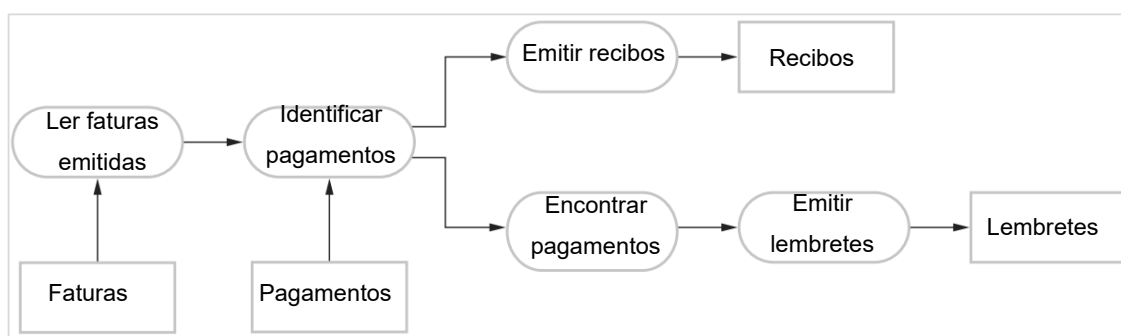 Emitir recibos
Recibos
Ler faturas
emitidas
Identificar
pagamentos
Encontrar
pagamentos
Emitir
lembretes
Lembretes
Faturas
Pagamentos